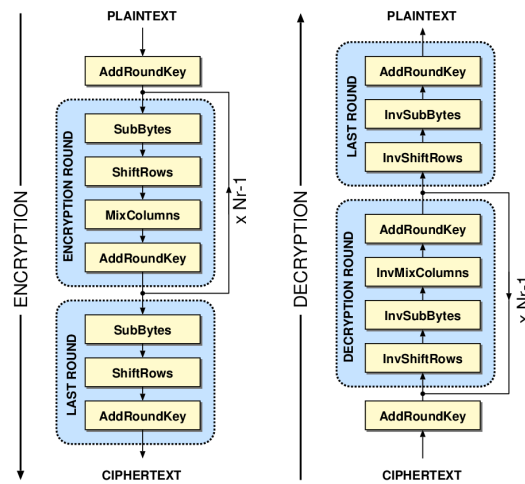 PLAINTEXT
AddRoundKey
ENCRYPTION ROUND
SubBytes
ShiftRows
MixColumns
AddRoundKey
x Nr-1
ENCRYPTION
LAST ROUND
SubBytes
ShiftRows
AddRoundKey
CIPHERTEXT
PLAINTEXT
LAST ROUND
AddRoundKey
InvSubBytes
InvShiftRows
DECRYPTION
DECRYPTION ROUND
AddRoundKey
InvMixColumns
InvSubBytes
InvShiftRows
x Nr-1
AddRoundKey
CIPHERTEXT